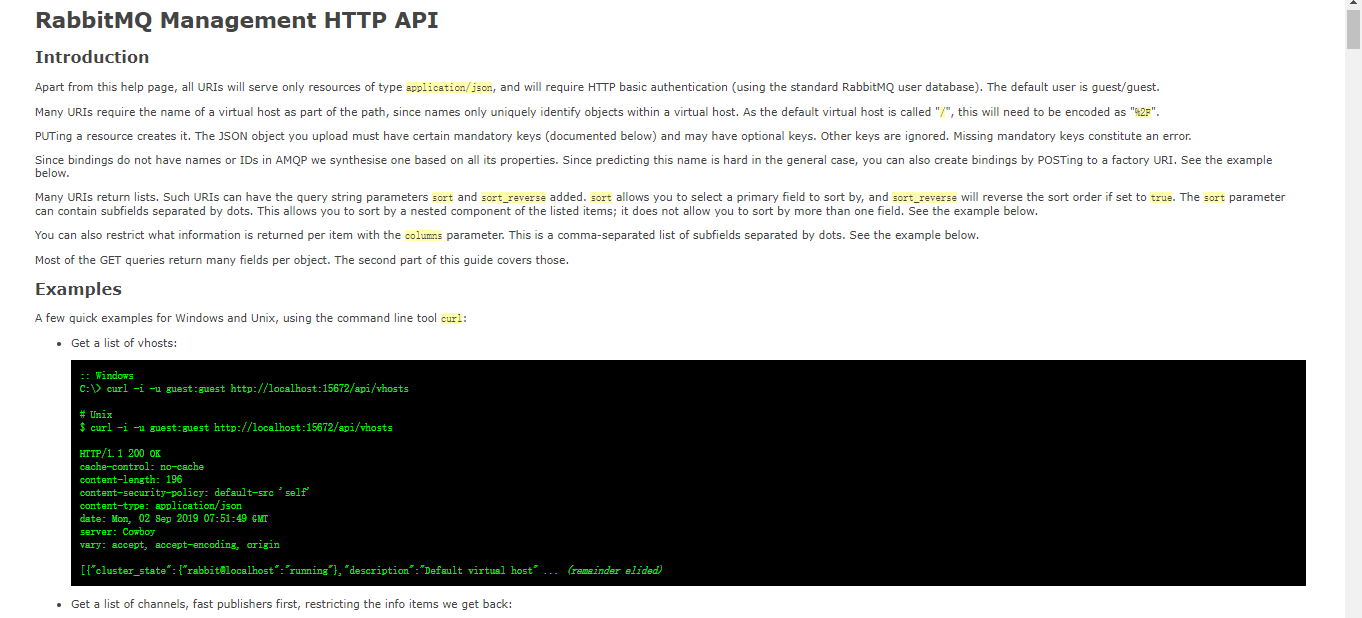 RabbitMQ Management HTTP API
Introduction
Apart from this help page, all URIs will serve only resources of type application/json, and will require HTTP basic authentication (using the standard RabbitMQ user database). The default user is guest/guest.
Many URIs require the name of a virtual host as part of the path, since names only uniquely identify objects within a virtual host. As the default virtual host is called "/", this will need to be encoded as "%2F".
PUTing a resource creates it. The JSON object you upload must have certain mandatory keys (documented below) and may have optional keys. Other keys are ignored. Missing mandatory keys constitute an error.
Since bindings do not have names or IDs in AMQP we synthesise one based on all its properties. Since predicting this name is hard in the general case, you can also create bindings by POSTing to a factory URI. See the example
below.
Many URIs return lists. Such URIs can have the query string parameters sort and sort_reverse added. sort allows you to select a primary field to sort by, and sort_reverse will reverse the sort order if set to true. The sort parameter
can contain subfields separated by dots. This allows you to sort by a nested component of the listed items; it does not allow you to sort by more than one field. See the example below.
You can also restrict what information is returned per item with the columns parameter. This is a comma-separated list of subfields separated by dots. See the example below.
Most of the GET queries return many fields per object. The second part of this guide covers those.
Examples
A few quick examples for Windows and Unix, using the command line tool curl:
• Get a list of vhosts:
:: Windows
C:\> curl -i -u guest:guest http://localhost:15672/api/vhosts
# Unix
$ curl -i -u guest:guest http://localhost:15672/api/vhosts
HTTP/1.1 200 OK
cache-control: no-cache
content-length: 196
content-security-policy: default-src 'self'
content-type: application/json
date: Mon, 02 Sep 2019 07:51:49 GMT
server: Cowboy
vary: accept, accept-encoding, origin
[{"cluster_state":{"rabbit@localhost":"running"},"description":"Default virtual host" ... (remainder elided)
• Get a list of channels, fast publishers first, restricting the info items we get back: